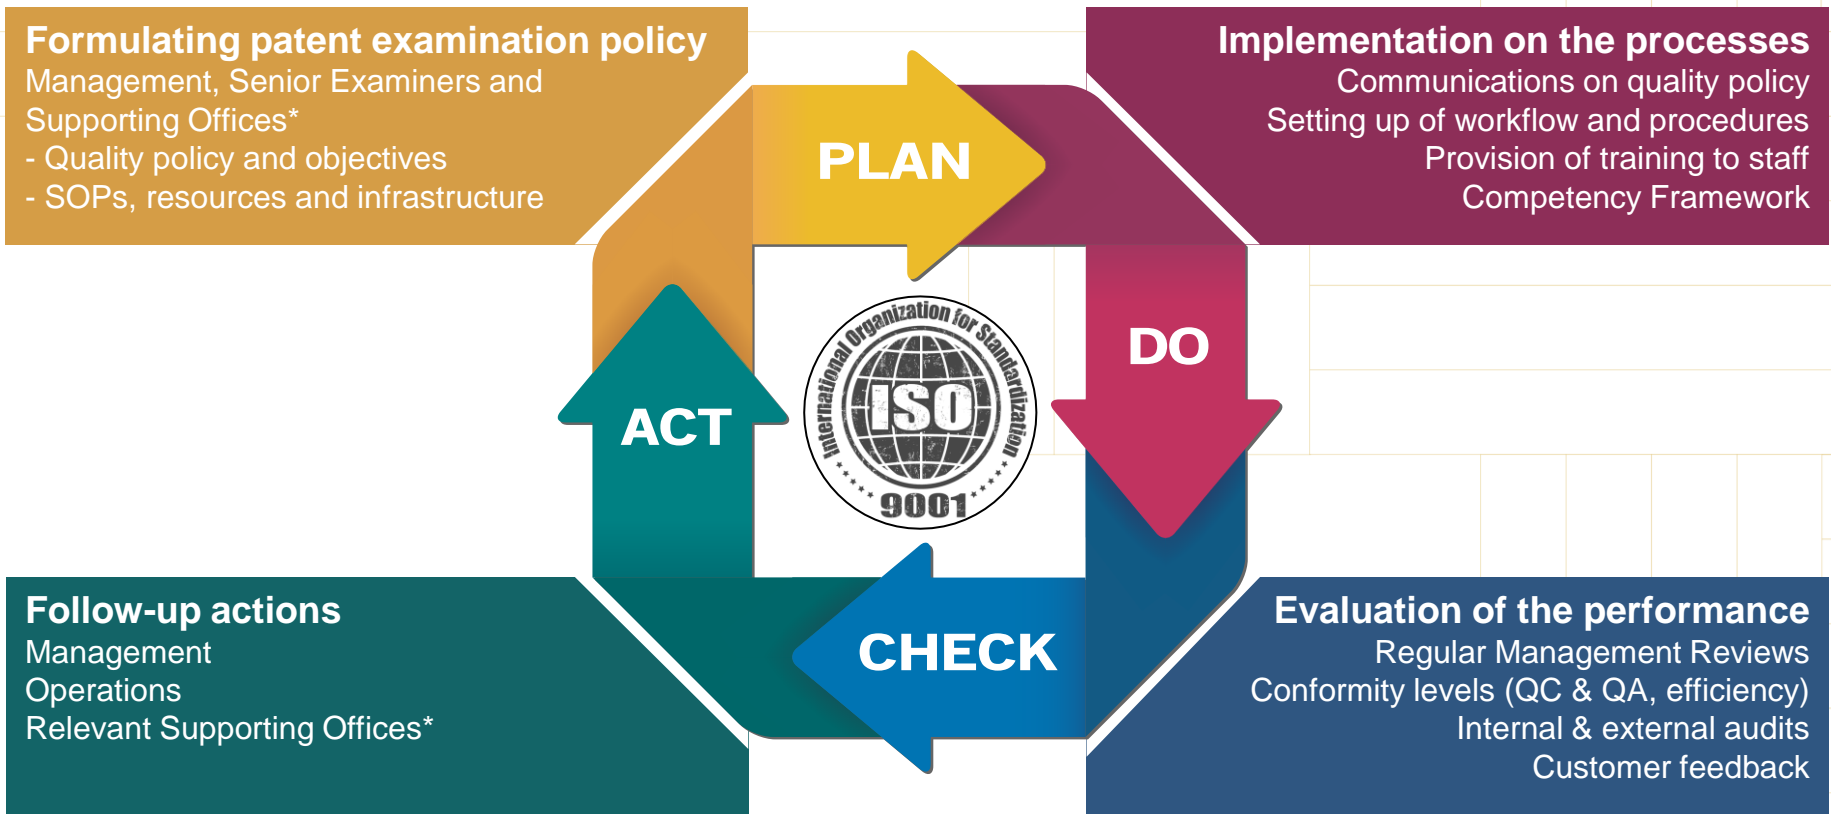 Formulating patent examination policy
Management, Senior Examiners and
Supporting Offices*
- Quality policy and objectives
- SOPs, resources and infrastructure
Implementation on the processes
Communications on quality policy
Setting up of workflow and procedures
Provision of training to staff
Competency Framework
PLAN
DO
International Organization for Standardization
ISO
9001
ACT
CHECK
Follow-up actions
Management
Operations
Relevant Supporting Offices*
Evaluation of the performance
Regular Management Reviews
Conformity levels (QC & QA, efficiency)
Internal & external audits
Customer feedback